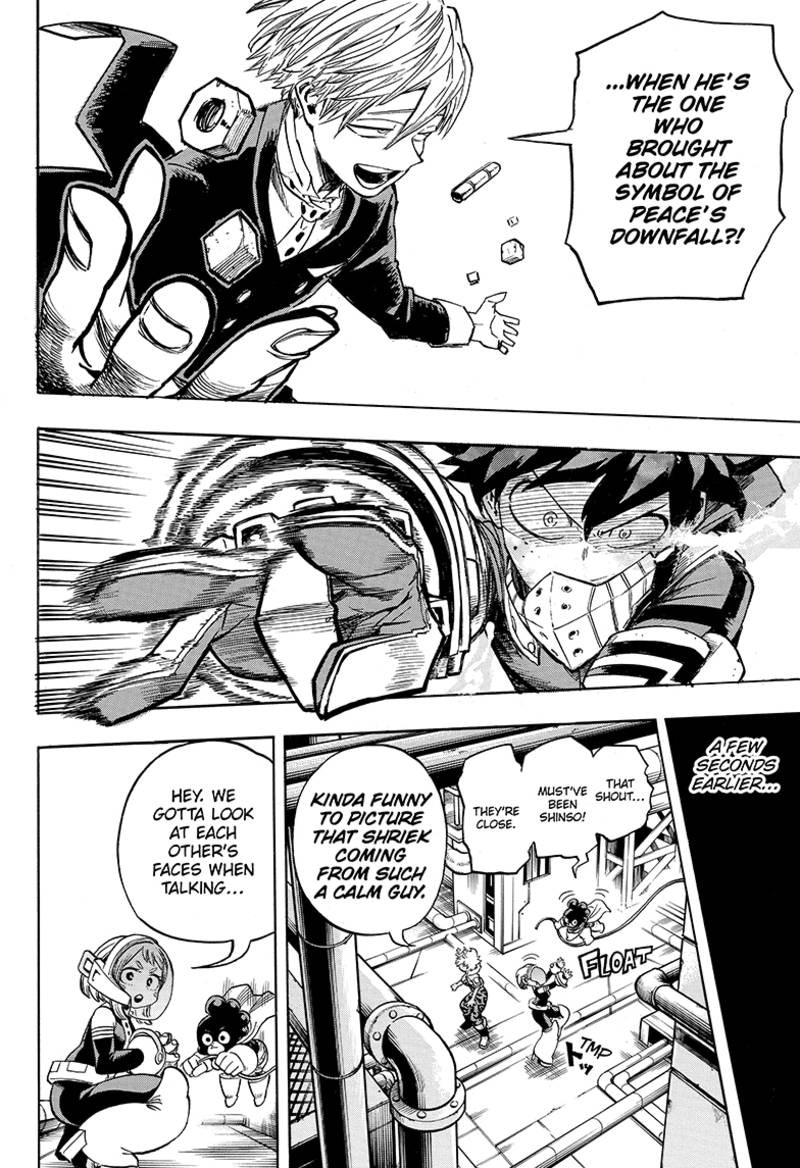 ...WHEN HE'S
THE ONE
WHO
BROUGHT
ABOUT THE
SYMBOL OF
PEACE'S
DOWNFALL?!
A FEW
SECONDS
EARLIER...
THAT
SHOUT...
MUST'VE
BEEN
SHINSO!
THEY'RE
CLOSE.
KINDA FUNNY
TO PICTURE
THAT SHRIEK
COMING
FROM SUCH
A CALM GUY.
FLOAT
TMP
HEY. WE
GOTTA LOOK
AT EACH
OTHER'S
FACES WHEN
TALKING...